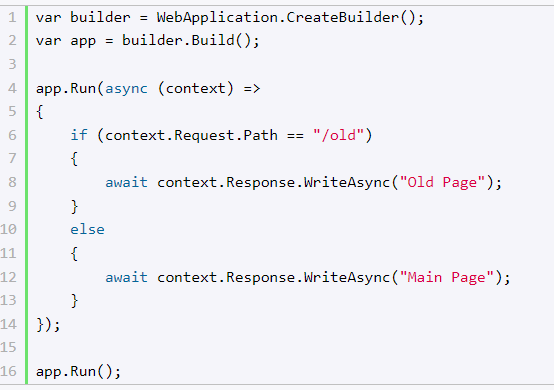 1 var builder = WebApplication.CreateBuilder();
2 var app = builder.Build();
3
4 app.Run(async (context) =>
5 {
6     if (context.Request.Path == "/old")
7     {
8         await context.Response.WriteAsync("Old Page");
9     }
10     else
11     {
12         await context.Response.WriteAsync("Main Page");
13     }
14 });
15
16 app.Run();